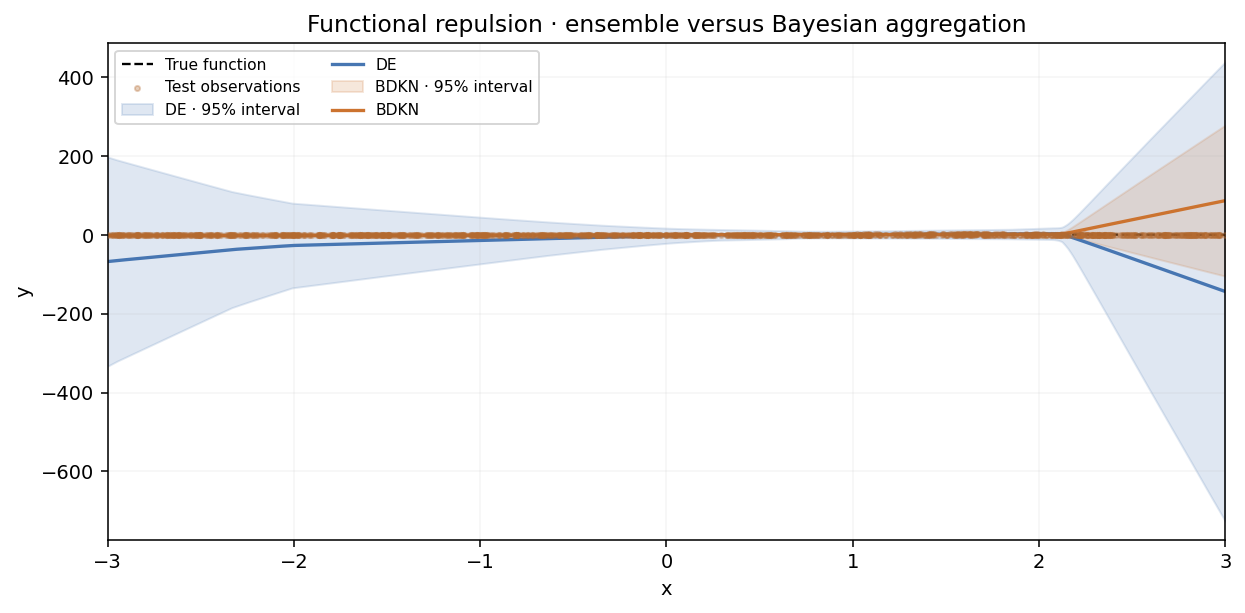 Functional repulsion · ensemble versus Bayesian aggregation
True function
Test observations
DE · 95% interval
DE
BDKN · 95% interval
BDKN
400
200
0
−200
−400
−600
y
−3
−2
−1
0
1
2
3
x